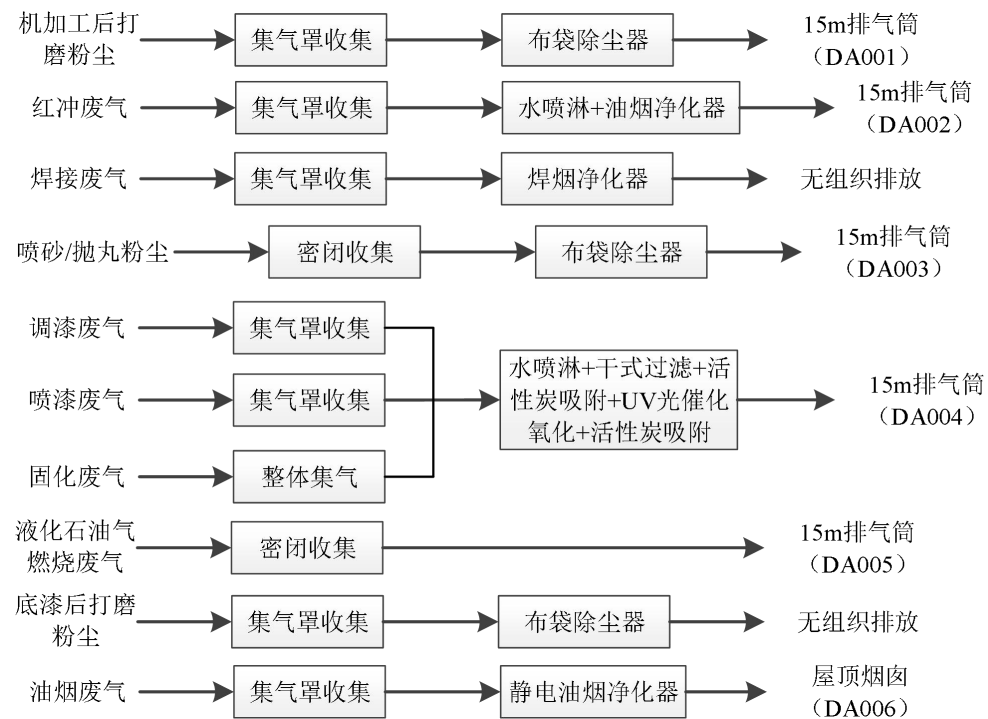 机加工后打
磨粉尘
集气罩收集
布袋除尘器
15m排气筒
（DA001）
红冲废气
集气罩收集
水喷淋+油烟净化器
15m排气筒
（DA002）
焊接废气
集气罩收集
焊烟净化器
无组织排放
喷砂/抛丸粉尘
密闭收集
布袋除尘器
15m排气筒
（DA003）
调漆废气
集气罩收集
喷漆废气
集气罩收集
固化废气
整体集气
水喷淋+干式过滤+活
性炭吸附+UV光催化
氧化+活性炭吸附
15m排气筒
（DA004）
液化石油气
燃烧废气
密闭收集
15m排气筒
（DA005）
底漆后打磨
粉尘
集气罩收集
布袋除尘器
无组织排放
油烟废气
集气罩收集
静电油烟净化器
屋顶烟囱
（DA006）